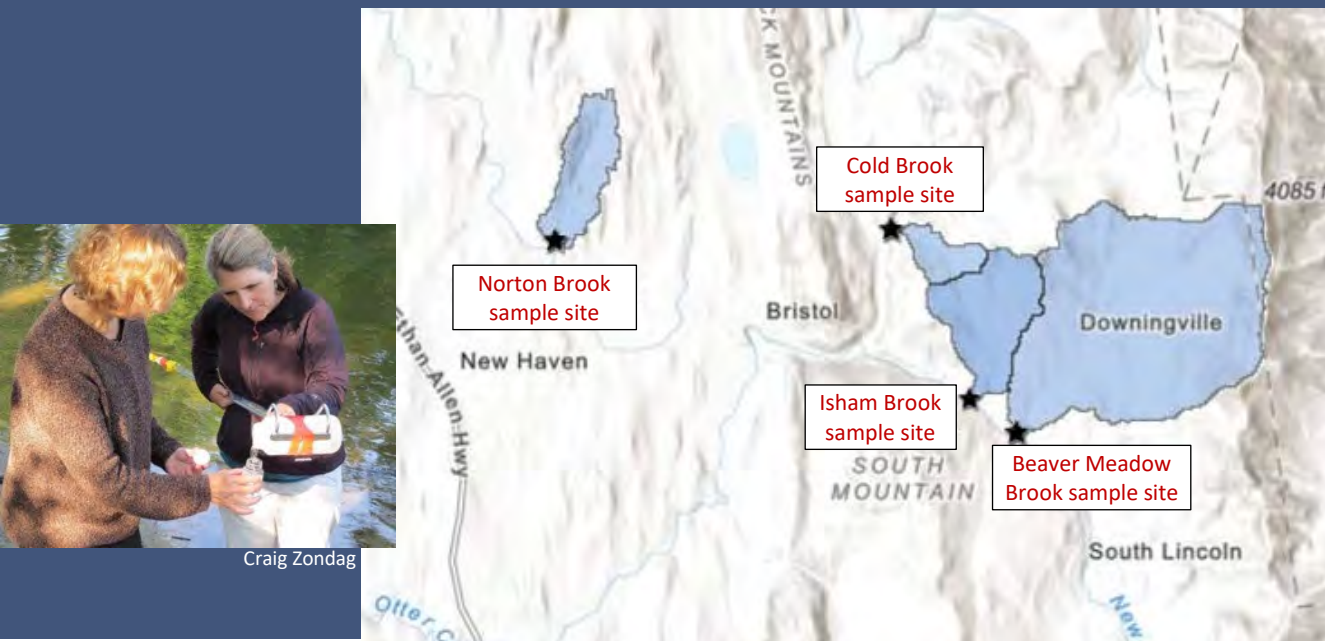 CK MOUNTAINS
Cold Brook
sample site
4085 f
Norton Brook
sample site
Bristol
Downingville
New Haven
Ethan Allen Hwy
Isham Brook
sample site
SOUTH
MOUNTAIN
Beaver Meadow
Brook sample site
Craig Zondag
South Lincoln
Otter C
New